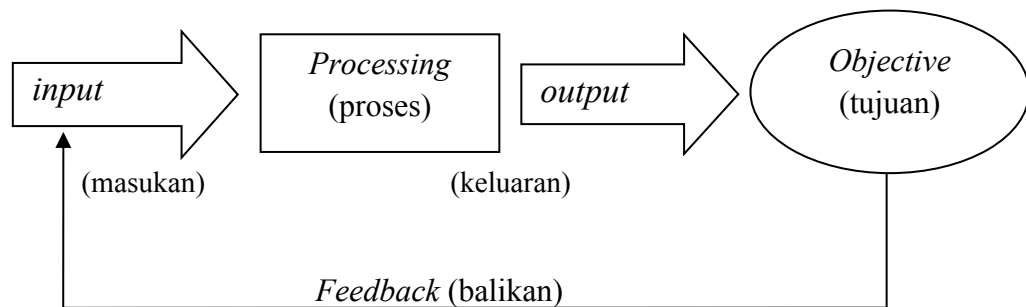 input
(masukan)
Processing
(proses)
output
(keluaran)
Objective
(tujuan)
Feedback (balikan)